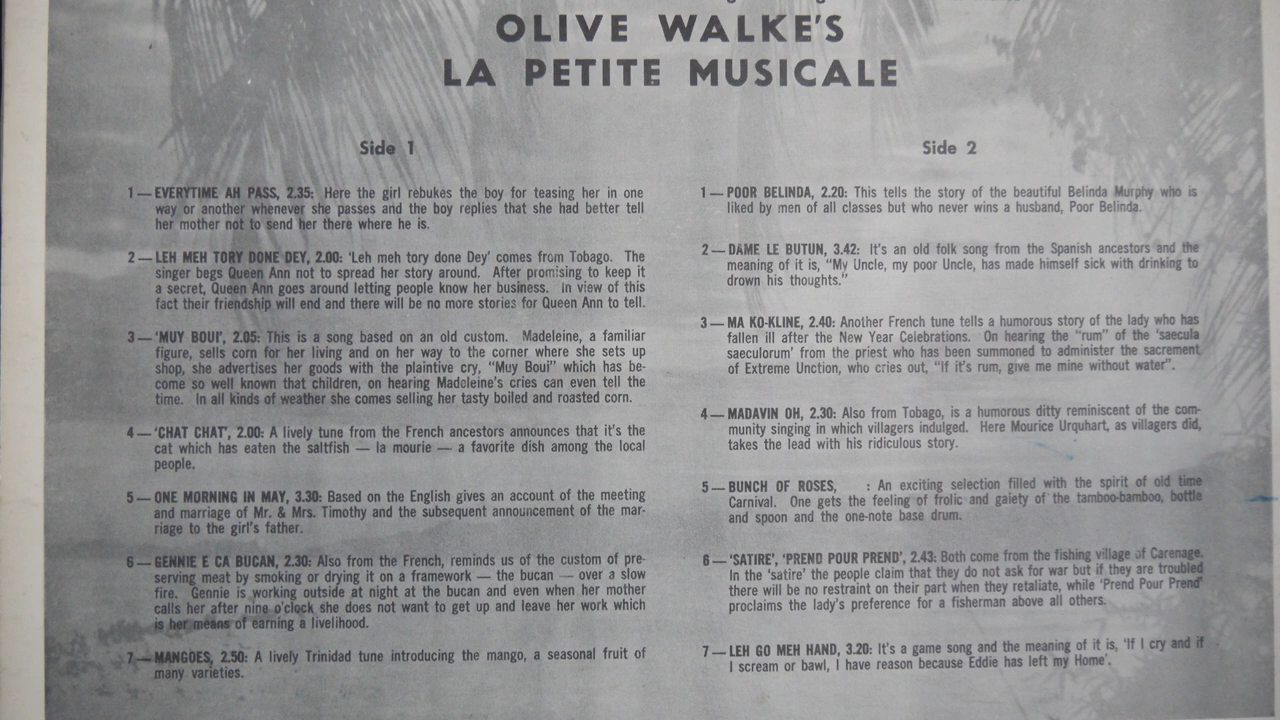 OLIVE WALKE'S
LA PETITE MUSICALE
Side 1
1 — EVERYTIME AH PASS, 2.35: Here the girl rebukes the boy for teasing her in one
way or another whenever she passes and the boy replies that she had better tell
her mother not to send her there where he is.
2 — LEH MEH TORY DONE DEY, 2.00: 'Leh meh tory done Dey' comes from Tobago. The
singer begs Queen Ann not to spread her story around. After promising to keep it
a secret, Queen Ann goes around letting people know her business. In view of this
fact their friendship will end and there will be no more stories for Queen Ann to tell.
3 — 'MUY BOUI', 2.05: This is a song based on an old custom. Madeleine, a familiar
figure, sells corn for her living and on her way to the corner where she sets up
shop, she advertises her goods with the plaintive cry, "Muy Boui" which has be-
come so well known that children, on hearing Madeleine's cries can even tell the
time. In all kinds of weather she comes selling her tasty boiled and roasted corn.
4 — 'CHAT CHAT', 2.00: A lively tune from the French ancestors announces that it's the
cat which has eaten the saltfish — la mourie — a favorite dish among the local
people.
5 — ONE MORNING IN MAY, 3.30: Based on the English gives an account of the meeting
and marriage of Mr. & Mrs. Timothy and the subsequent announcement of the mar-
riage to the girl's father.
6 — GENNIE E CA BUCAN, 2.30: Also from the French, reminds us of the custom of pre-
serving meat by smoking or drying it on a framework — the bucan — over a slow
fire. Gennie is working outside at night at the bucan and even when her mother
calls her after nine o'clock she does not want to get up and leave her work which
is her means of earning a livelihood.
7 — MANGOES, 2.50: A lively Trinidad tune introducing the mango, a seasonal fruit of
many varieties.
Side 2
1 — POOR BELINDA, 2.20: This tells the story of the beautiful Belinda Murphy who is
liked by men of all classes but who never wins a husband, Poor Belinda.
2 — DAME LE BUTUN, 3.42: It's an old folk song from the Spanish ancestors and the
meaning of it is, "My Uncle, my poor Uncle, has made himself sick with drinking to
drown his thoughts."
3 — MA KO-KLINE, 2.40: Another French tune tells a humorous story of the lady who has
fallen ill after the New Year Celebrations. On hearing the "rum" of the 'saecula
saeculorum' from the priest who has been summoned to administer the sacrement
of Extreme Unction, who cries out, "If it's rum, give me mine without water".
4 — MADAVIN OH, 2.30: Also from Tobago, is a humorous ditty reminiscent of the com-
munity singing in which villagers indulged. Here Mourice Urquhart, as villagers did,
takes the lead with his ridiculous story.
5 — BUNCH OF ROSES, : An exciting selection filled with the spirit of old time
Carnival. One gets the feeling of frolic and gaiety of the tamboo-bamboo, bottle
and spoon and the one-note base drum.
6 — 'SATIRE', 'PREND POUR PREND', 2.43: Both come from the fishing village of Carenage.
In the 'satire' the people claim that they do not ask for war but if they are troubled
there will be no restraint on their part when they retaliate, while 'Prend Pour Prend'
proclaims the lady's preference for a fisherman above all others.
7 — LEH GO MEH HAND, 3.20: It's a game song and the meaning of it is, 'If I cry and if
I scream or bawl, I have reason because Eddie has left my Home'.